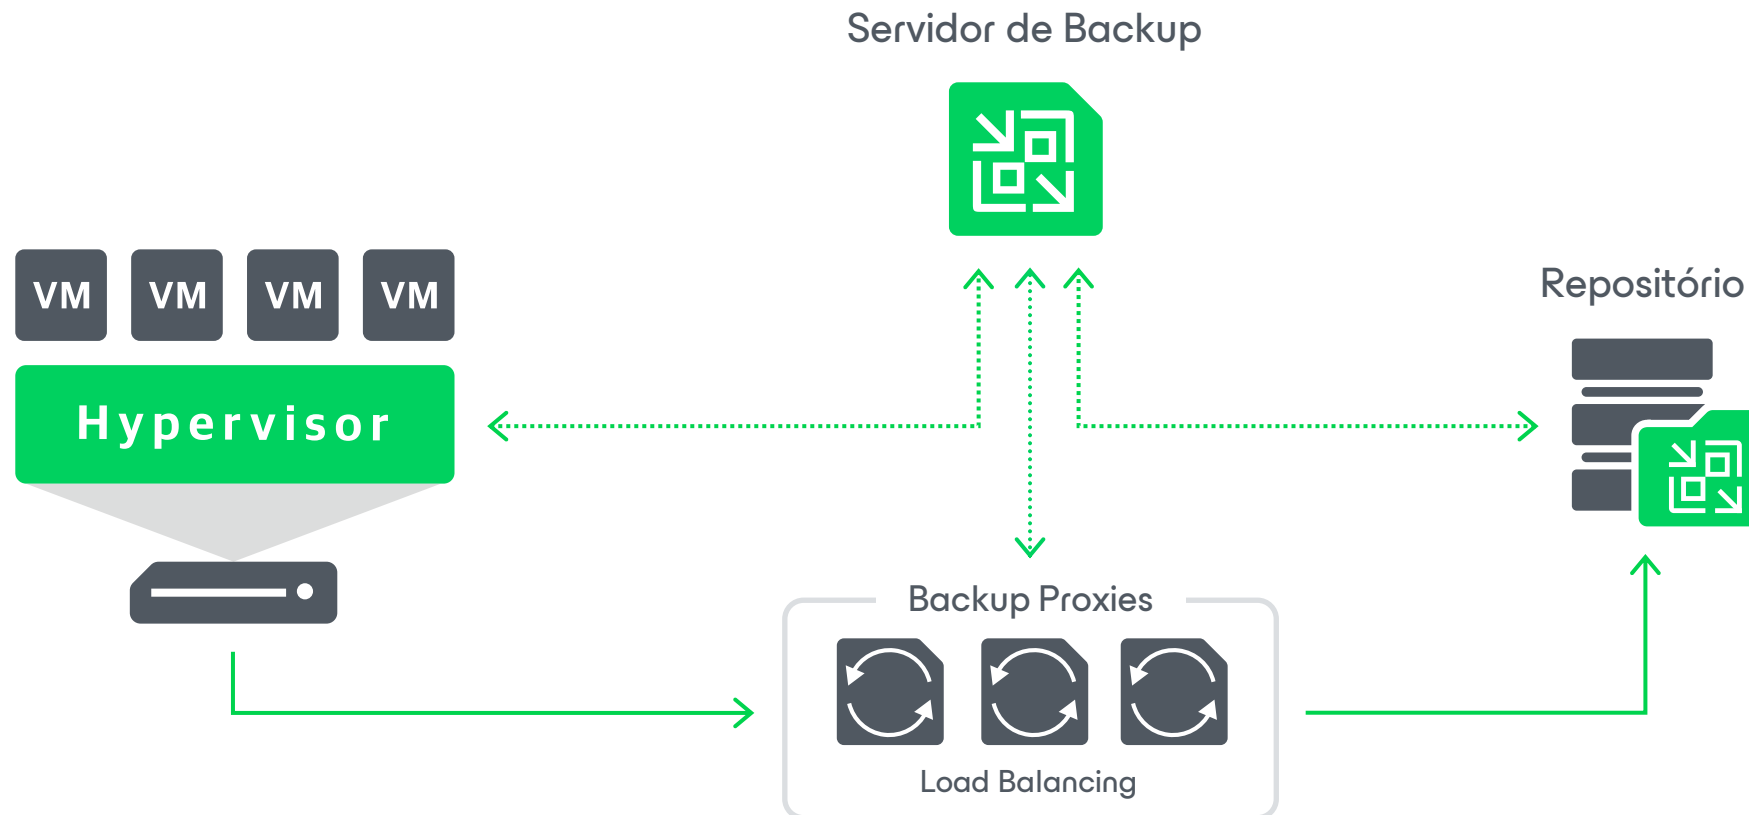 Servidor de Backup
VM VM VM VM
Hypervisor
Repositório
Backup Proxies
Load Balancing